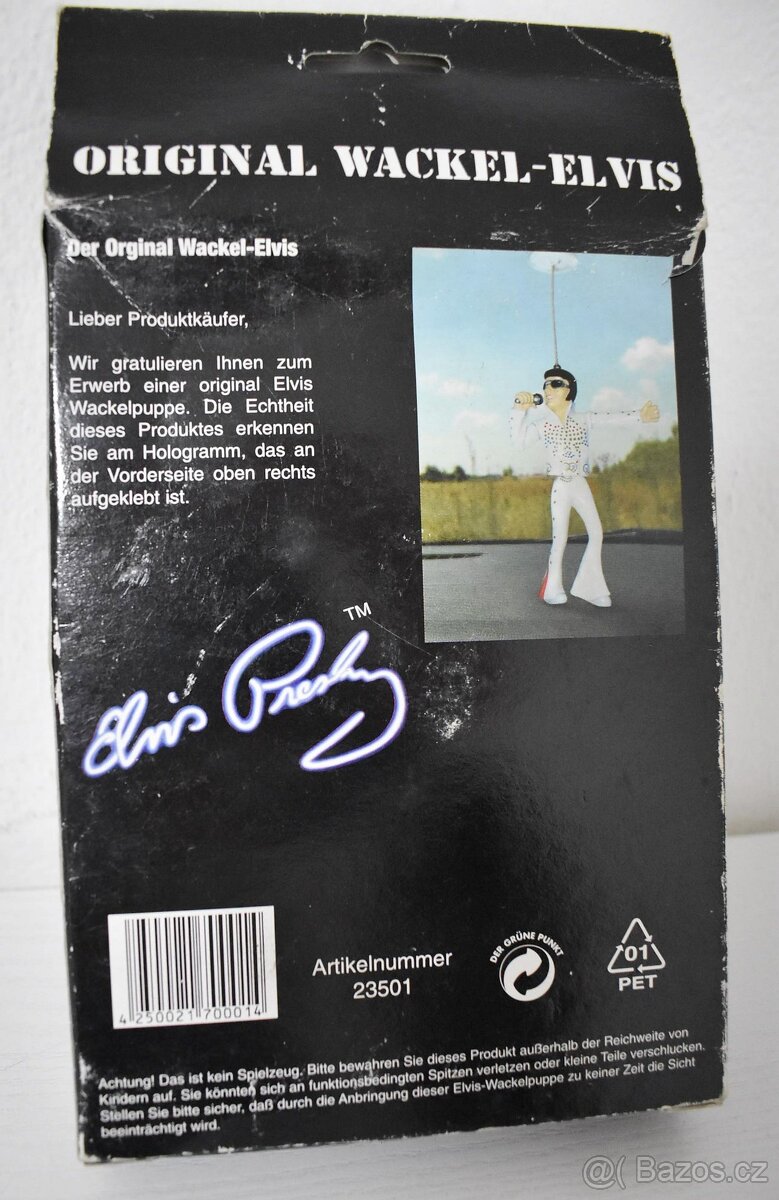 ORIGINAL WACKEL-ELVIS
Der Orginal Wackel-Elvis
Lieber Produktkäufer,
Wir gratulieren Ihnen zum
Erwerb einer original Elvis
Wackelpuppe. Die Echtheit
dieses Produktes erkennen
Sie am Hologramm, das an
der Vorderseite oben rechts
aufgeklebt ist.
Elvis Presley TM
4 250021 700014
Artikelnummer
23501
DER GRÜNE PUNKT
01
PET
Achtung! Das ist kein Spielzeug. Bitte bewahren Sie dieses Produkt außerhalb der Reichweite von
Kindern auf. Sie könnten sich an funktionsbedingten Spitzen verletzen oder kleine Teile verschlucken.
Stellen Sie bitte sicher, daß durch die Anbringung dieser Elvis-Wackelpuppe zu keiner Zeit die Sicht
beeinträchtigt wird.
@( Bazos.cz